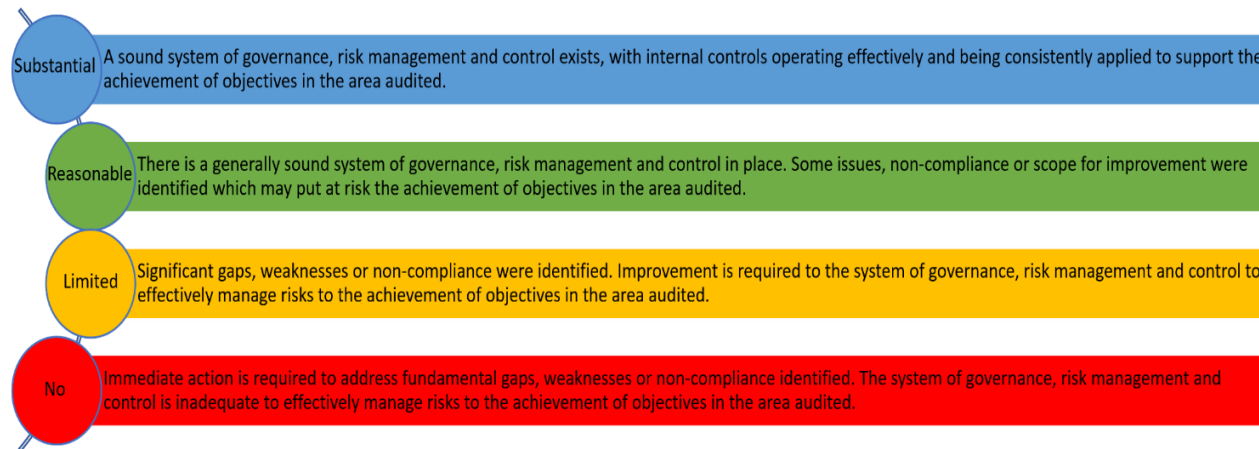 Substantial
A sound system of governance, risk management and control exists, with internal controls operating effectively and being consistently applied to support the
achievement of objectives in the area audited.
Reasonable
There is a generally sound system of governance, risk management and control in place. Some issues, non-compliance or scope for improvement were
identified which may put at risk the achievement of objectives in the area audited.
Limited
Significant gaps, weaknesses or non-compliance were identified. Improvement is required to the system of governance, risk management and control to
effectively manage risks to the achievement of objectives in the area audited.
No
Immediate action is required to address fundamental gaps, weaknesses or non-compliance identified. The system of governance, risk management and
control is inadequate to effectively manage risks to the achievement of objectives in the area audited.